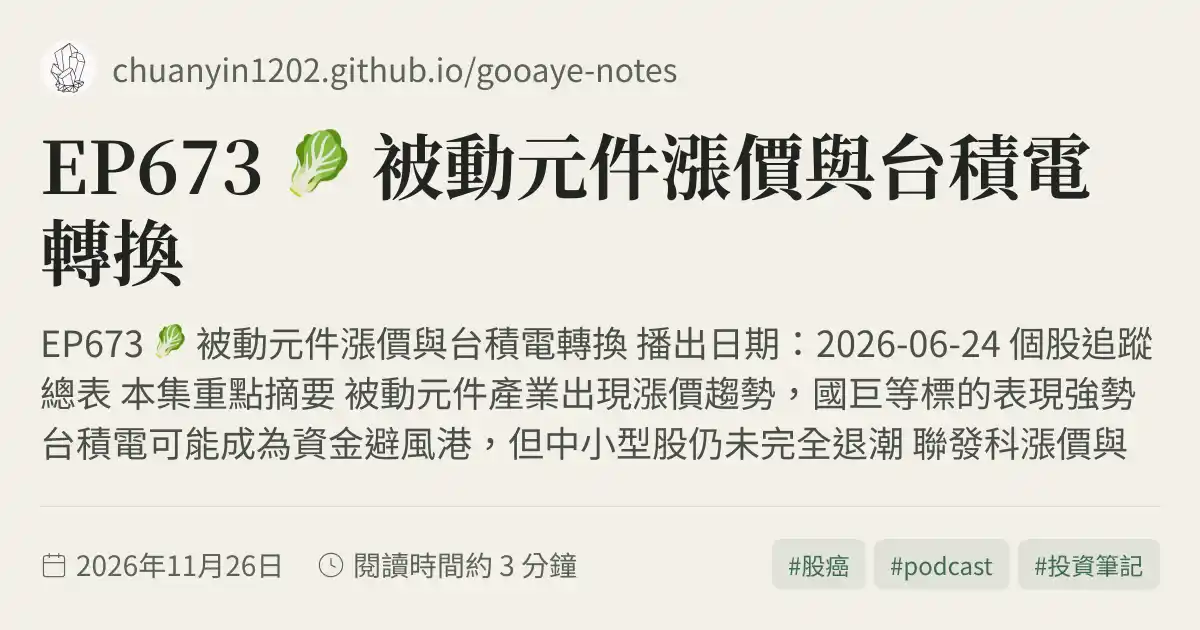 chuanyin1202.github.io/gooaye-notes
EP673 🥬 被動元件漲價與台積電
轉換
EP673 🥬 被動元件漲價與台積電轉換 播出日期：2026-06-24 個股追蹤
總表 本集重點摘要 被動元件產業出現漲價趨勢，國巨等標的表現強勢
台積電可能成為資金避風港，但中小型股仍未完全退潮 聯發科漲價與
2026年11月26日 閱讀時間約 3 分鐘 #股癌 #podcast #投資筆記